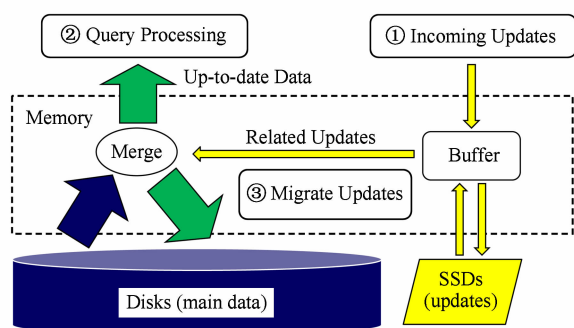 ② Query Processing
① Incoming Updates
Up-to-date Data
Memory
Related Updates
Merge
Buffer
③ Migrate Updates
SSDs
(updates)
Disks (main data)